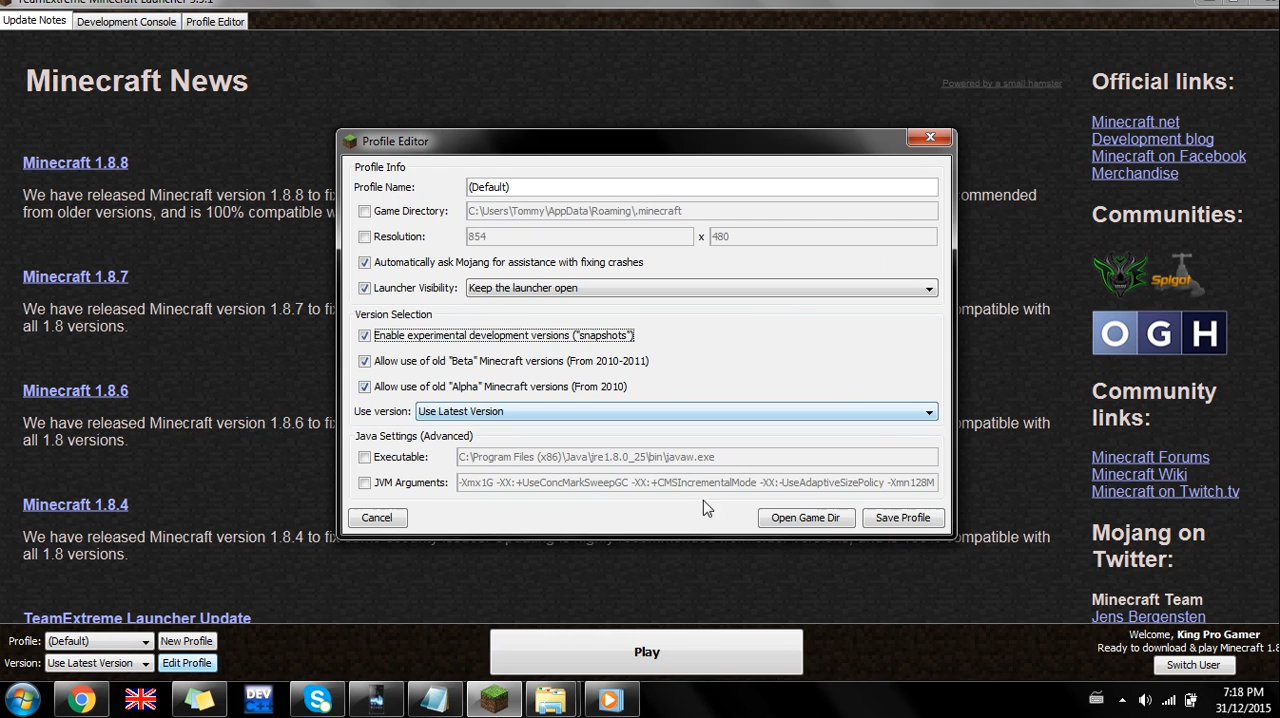 TeamExtreme Minecraft Launcher 3.3.1
Update Notes
Development Console
Profile Editor
Minecraft News
Powered by a small hamster
Minecraft 1.8.8
We have released Minecraft version 1.8.8 to fi
ommended
from older versions, and is 100% compatible w
Minecraft 1.8.7
We have released Minecraft version 1.8.7 to fi
ompatible with
all 1.8 versions.
Minecraft 1.8.6
We have released Minecraft version 1.8.6 to fi
ompatible with
all 1.8 versions.
Minecraft 1.8.4
We have released Minecraft version 1.8.4 to fi
ompatible with
all 1.8 versions.
TeamExtreme Launcher Update
Profile Editor
Profile Info
Profile Name: (Default)
Game Directory: C:\Users\Tommy\AppData\Roaming\.minecraft
Resolution: 854 x 480
Automatically ask Mojang for assistance with fixing crashes
Launcher Visibility: Keep the launcher open
Version Selection
Enable experimental development versions ("snapshots")
Allow use of old "Beta" Minecraft versions (From 2010-2011)
Allow use of old "Alpha" Minecraft versions (From 2010)
Use version: Use Latest Version
Java Settings (Advanced)
Executable: C:\Program Files (x86)\Java\jre1.8.0_25\bin\javaw.exe
JVM Arguments: -Xmx1G -XX:+UseConcMarkSweepGC -XX:+CMSIncrementalMode -XX:-UseAdaptiveSizePolicy -Xmn128M
Cancel
Open Game Dir
Save Profile
Official links:
Minecraft.net
Development blog
Minecraft on Facebook
Merchandise
Communities:
Spigot
OGH
Community
links:
Minecraft Forums
Minecraft Wiki
Minecraft on Twitch.tv
Mojang on
Twitter:
Minecraft Team
Jens Bergensten
Profile: (Default)
New Profile
Version: Use Latest Version
Edit Profile
Play
Welcome, King Pro Gamer
Ready to download & play Minecraft 1.8
Switch User
DEV
7:18 PM
31/12/2015